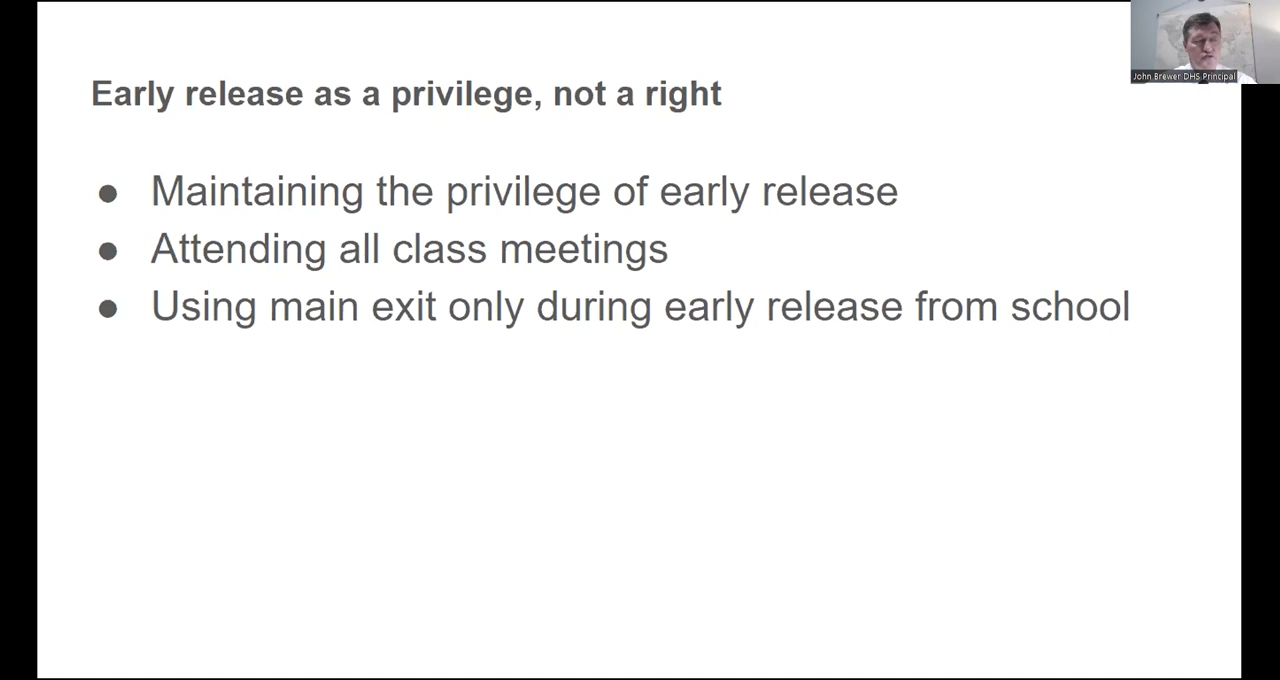 Early release as a privilege, not a right
● Maintaining the privilege of early release
● Attending all class meetings
● Using main exit only during early release from school
John Brewer DHS Principal